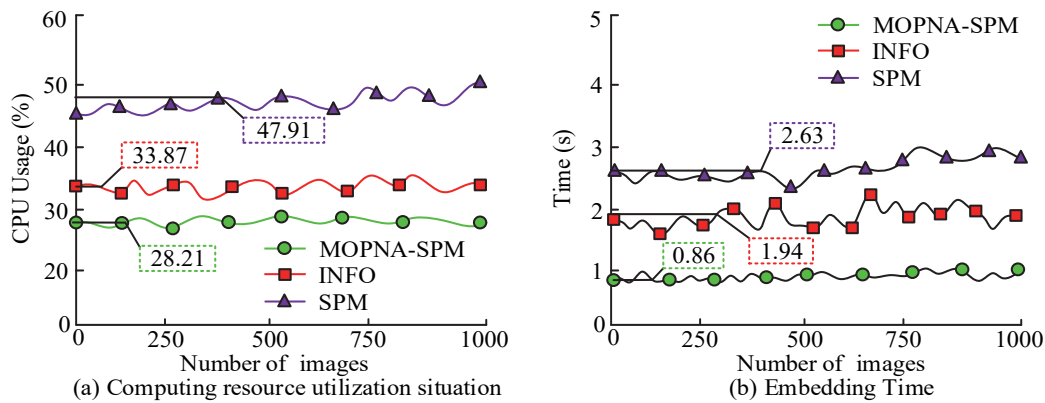 60
50
40
30
20
0
CPU Usage (%)
47.91
33.87
28.21
MOPNA-SPM
INFO
SPM
0
250
500
750
1000
Number of images
(a) Computing resource utilization situation
5
4
3
2
1
0
Time (s)
MOPNA-SPM
INFO
SPM
2.63
1.94
0.86
0
250
500
750
1000
Number of images
(b) Embedding Time